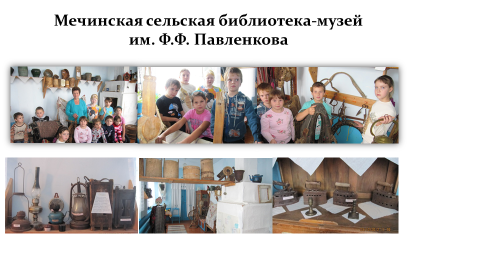 Мечинская сельская библиотека-музей
им. Ф.Ф. Павленкова